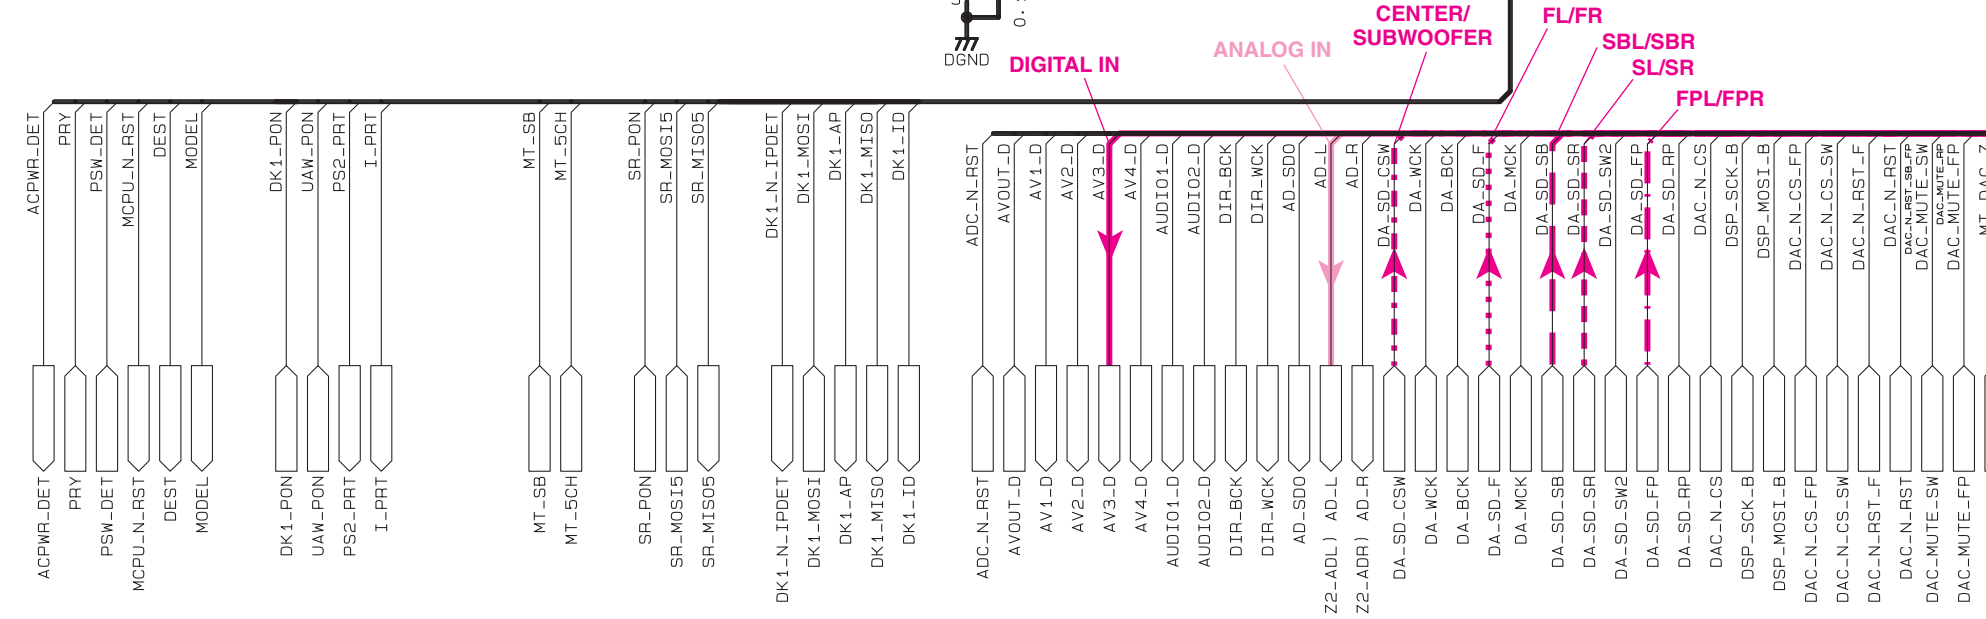 DGND
0.
DIGITAL IN
ANALOG IN
CENTER/
SUBWOOFER
FL/FR
SBL/SBR
SL/SR
FPL/FPR
ACPWR_DET
PRY
PSW_DET
MCPU_N_RST
DEST
MODEL
DK1_PON
UAW_PON
PS2_PRT
I_PRT
MT_SB
MT_5CH
SR_PON
SR_MOSI5
SR_MISO5
DK1_N_IPDET
DK1_MOSI
DK1_AP
DK1_MISO
DK1_ID
ADC_N_RST
AVOUT_D
AV1_D
AV2_D
AV3_D
AV4_D
AUDIO1_D
AUDIO2_D
DIR_BCK
DIR_WCK
AD_SDO
AD_L
AD_R
DA_SD_CSW
DA_WCK
DA_BCK
DA_SD_F
DA_MCK
DA_SD_SB
DA_SD_SR
DA_SD_SW2
DA_SD_FP
DA_SD_RP
DAC_N_CS
DSP_SCK_B
DSP_MOSI_B
DAC_N_CS_FP
DAC_N_CS_SW
DAC_N_RST_F
DAC_N_RST
DAC_N_RST_SB_FP
DAC_MUTE_SW
DAC_MUTE_RP
DAC_MUTE_FP
ACPWR_DET
PRY
PSW_DET
MCPU_N_RST
DEST
MODEL
DK1_PON
UAW_PON
PS2_PRT
I_PRT
MT_SB
MT_5CH
SR_PON
SR_MOSI5
SR_MISO5
DK1_N_IPDET
DK1_MOSI
DK1_AP
DK1_MISO
DK1_ID
ADC_N_RST
AVOUT_D
AV1_D
AV2_D
AV3_D
AV4_D
AUDIO1_D
AUDIO2_D
DIR_BCK
DIR_WCK
AD_SDO
Z2_ADL) AD_L
Z2_ADR) AD_R
DA_SD_CSW
DA_WCK
DA_BCK
DA_SD_F
DA_MCK
DA_SD_SB
DA_SD_SR
DA_SD_SW2
DA_SD_FP
DA_SD_RP
DAC_N_CS
DSP_SCK_B
DSP_MOSI_B
DAC_N_CS_FP
DAC_N_CS_SW
DAC_N_RST_F
DAC_N_RST
DAC_MUTE_SW
DAC_MUTE_FP